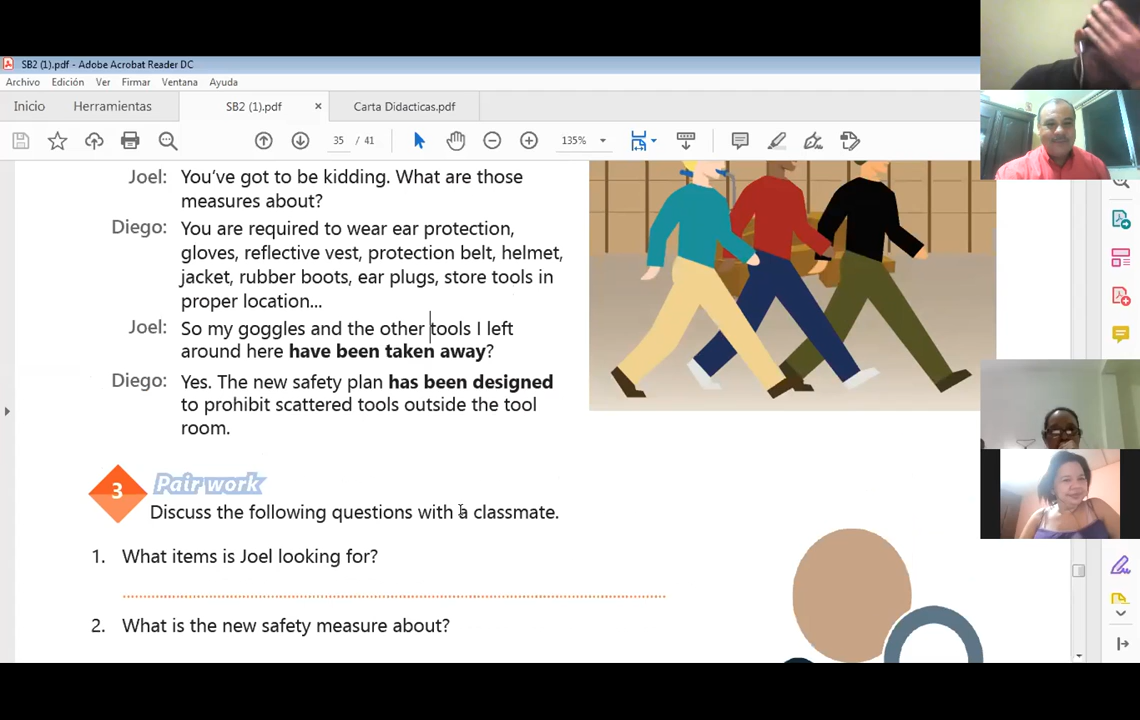 SB2 (1).pdf - Adobe Acrobat Reader DC
Archivo Edición Ver Firmar Ventana Ayuda
Inicio Herramientas SB2 (1).pdf × Carta Didacticas.pdf
35 / 41 135%
Joel: You've got to be kidding. What are those
measures about?
Diego: You are required to wear ear protection,
gloves, reflective vest, protection belt, helmet,
jacket, rubber boots, ear plugs, store tools in
proper location...
Joel: So my goggles and the other tools I left
around here have been taken away?
Diego: Yes. The new safety plan has been designed
to prohibit scattered tools outside the tool
room.
3 Pair work
Discuss the following questions with a classmate.
1. What items is Joel looking for?
2. What is the new safety measure about?